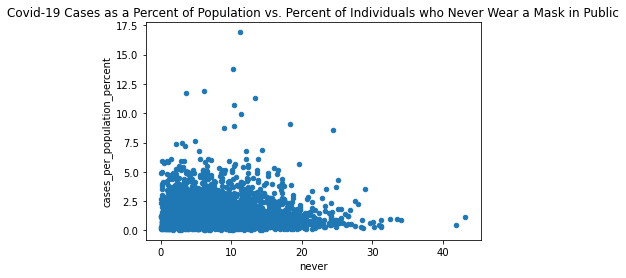 Covid-19 Cases as a Percent of Population vs. Percent of Individuals who Never Wear a Mask in Public
17.5
15.0
12.5
10.0
7.5
5.0
2.5
0.0
cases_per_population_percent
0 10 20 30 40
never